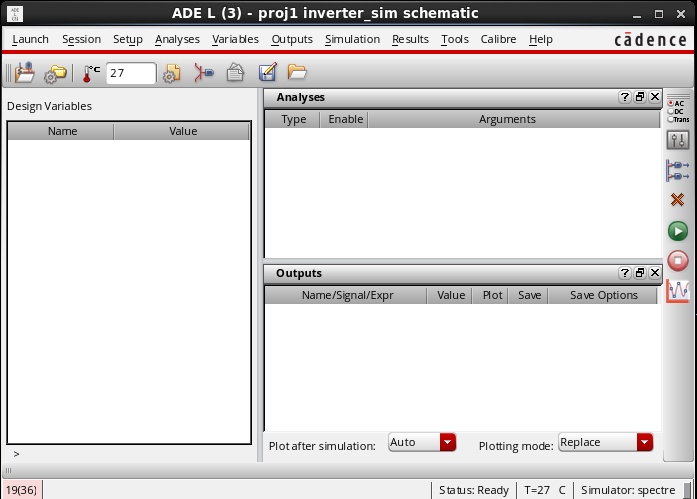 ADE L (3) - proj1 inverter_sim schematic
Launch Session Setup Analyses Variables Outputs Simulation Results Tools Calibre Help
cādence
°C 27
Design Variables
Name Value
>
Analyses
Type Enable Arguments
Outputs
Name/Signal/Expr Value Plot Save Save Options
Plot after simulation: Auto Plotting mode: Replace
AC
DC
Trans
19(36) Status: Ready T=27 C Simulator: spectre